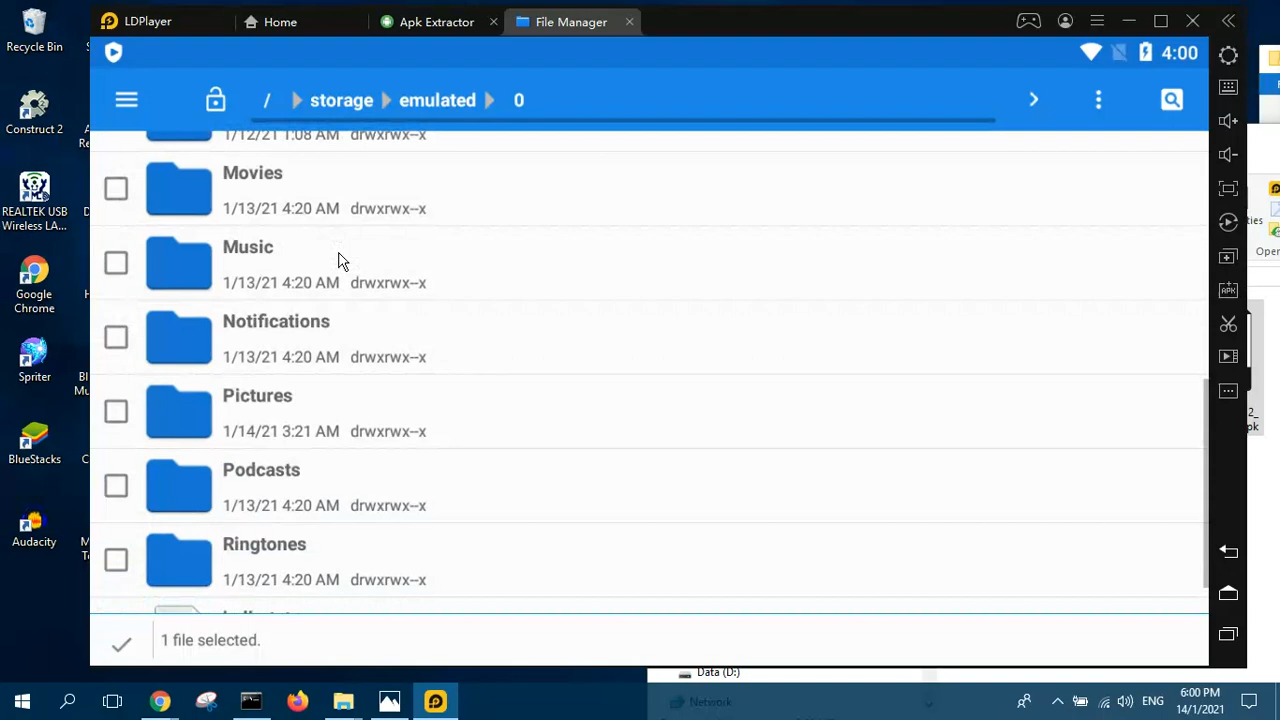 LDPlayer
Home
Apk Extractor
File Manager
4:00
/ storage emulated 0
1/12/21 1:08 AM drwxrwx--x
Movies
1/13/21 4:20 AM drwxrwx--x
Music
1/13/21 4:20 AM drwxrwx--x
Notifications
1/13/21 4:20 AM drwxrwx--x
Pictures
1/14/21 3:21 AM drwxrwx--x
Podcasts
1/13/21 4:20 AM drwxrwx--x
Ringtones
1/13/21 4:20 AM drwxrwx--x
1 file selected.
APK
Recycle Bin
Construct 2
REALTEK USB
Wireless LA...
Google
Chrome
Spriter
BlueStacks
Audacity
Data (D:)
Network
ENG
6:00 PM
14/1/2021